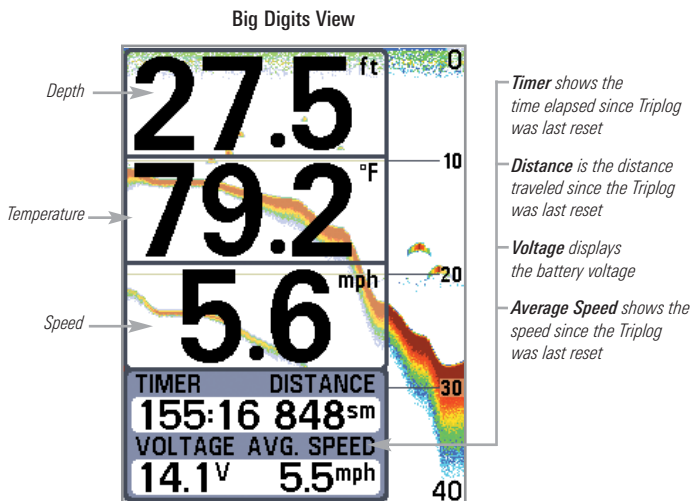 Big Digits View
Depth
27.5 ft
Temperature
79.2 °F
Speed
5.6 mph
TIMER DISTANCE
155:16 848sm
VOLTAGE AVG. SPEED
14.1V 5.5mph
0
10
20
30
40
Timer shows the
time elapsed since Triplog
was last reset
Distance is the distance
traveled since the Triplog
was last reset
Voltage displays
the battery voltage
Average Speed shows the
speed since the Triplog
was last reset